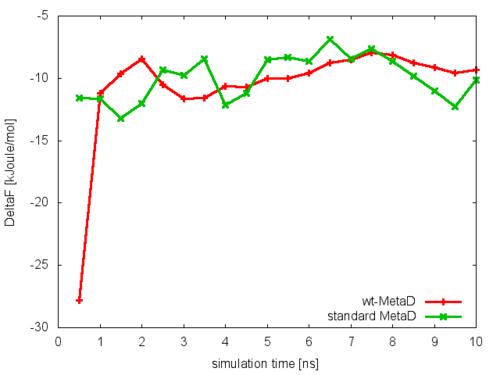 -5
-10
-15
-20
-25
-30
DeltaF [kJoule/mol]
wt-MetaD
standard MetaD
0 1 2 3 4 5 6 7 8 9 10
simulation time [ns]